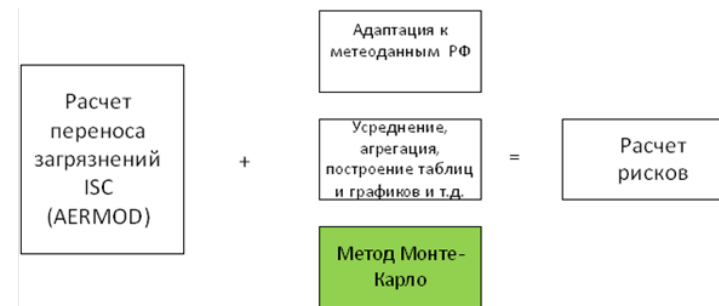 Расчет
переноса
загрязнений
ISC
(AERMOD)
+
Адаптация к
метеоданным РФ
Усреднение,
агрегация,
построение таблиц
и графиков и т.д.
Метод Монте-
Карло
=
Расчет
рисков